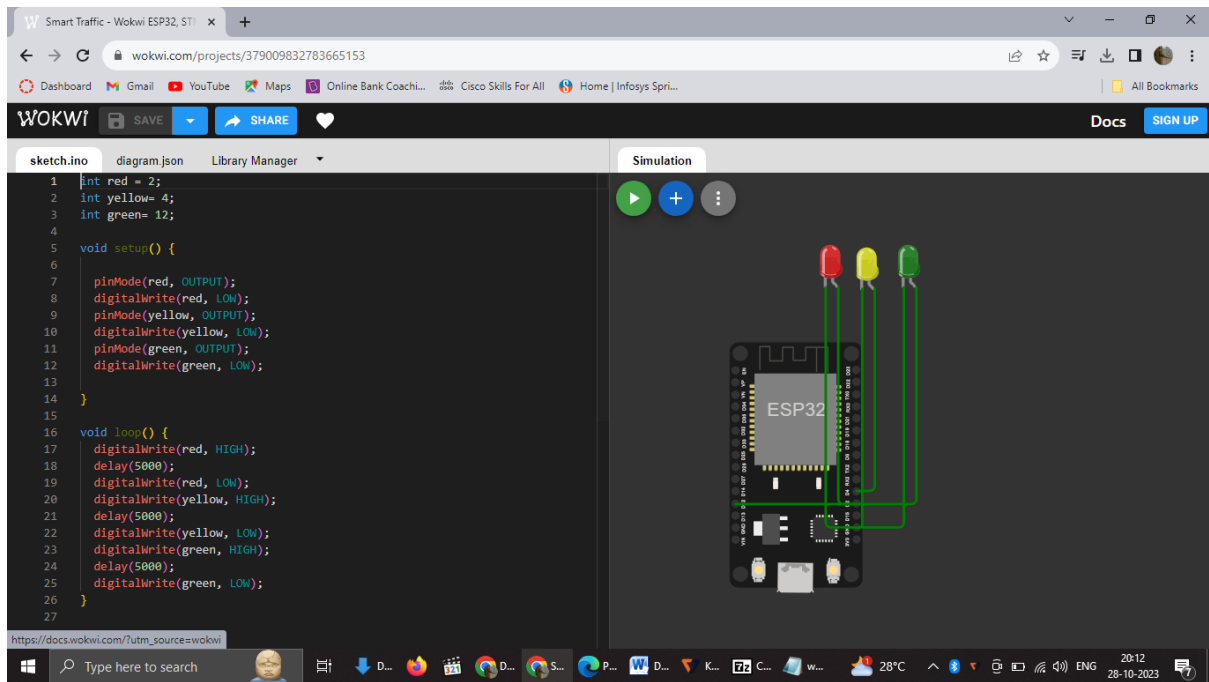 Smart Traffic - Wokwi ESP32, ST
wokwi.com/projects/379009832783665153
Dashboard Gmail YouTube Maps Online Bank Coachi... Cisco Skills For All Home | Infosys Spri... All Bookmarks
WOKWI SAVE SHARE Docs SIGN UP
sketch.ino diagram.json Library Manager Simulation
1 int red = 2;
2 int yellow= 4;
3 int green= 12;
4
5 void setup() {
6
7 pinMode(red, OUTPUT);
8 digitalWrite(red, LOW);
9 pinMode(yellow, OUTPUT);
10 digitalWrite(yellow, LOW);
11 pinMode(green, OUTPUT);
12 digitalWrite(green, LOW);
13
14 }
15
16 void loop() {
17 digitalWrite(red, HIGH);
18 delay(5000);
19 digitalWrite(red, LOW);
20 digitalWrite(yellow, HIGH);
21 delay(5000);
22 digitalWrite(yellow, LOW);
23 digitalWrite(green, HIGH);
24 delay(5000);
25 digitalWrite(green, LOW);
26 }
27
ESP32
https://docs.wokwi.com/?utm_source=wokwi
Type here to search D... D... S... P... D... K... C... w... 28°C ENG 20:12
28-10-2023